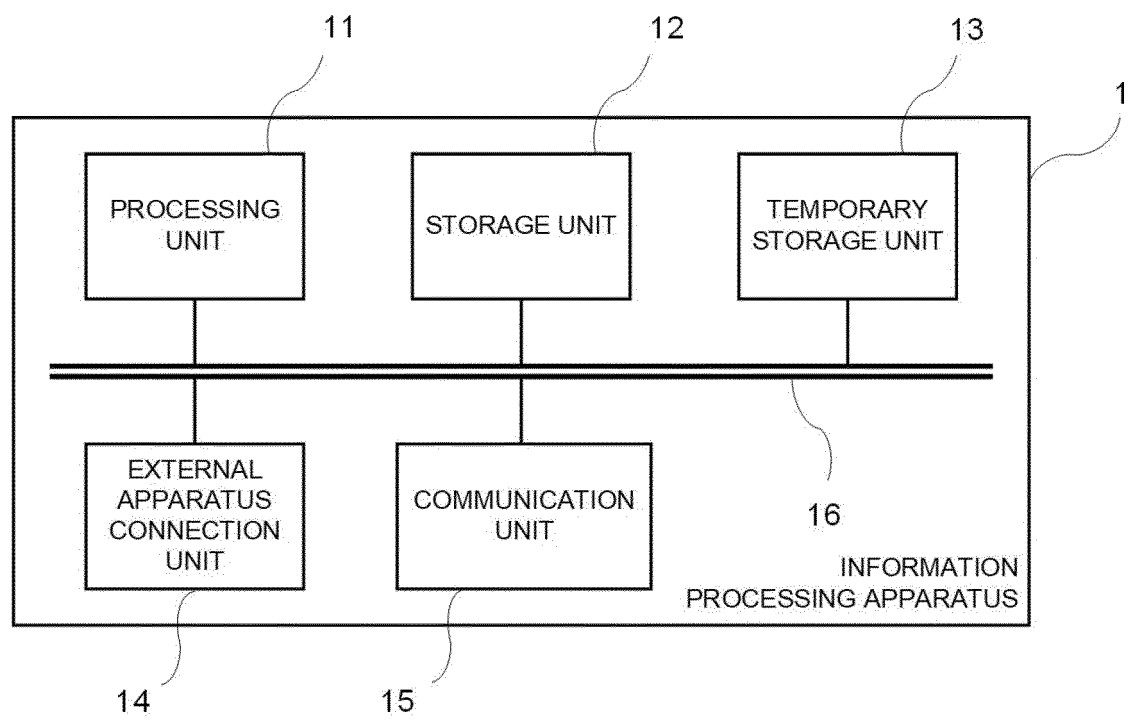 11
12
13
1
PROCESSING
UNIT
STORAGE UNIT
TEMPORARY
STORAGE UNIT
EXTERNAL
APPARATUS
CONNECTION
UNIT
COMMUNICATION
UNIT
16
INFORMATION
PROCESSING APPARATUS
14
15